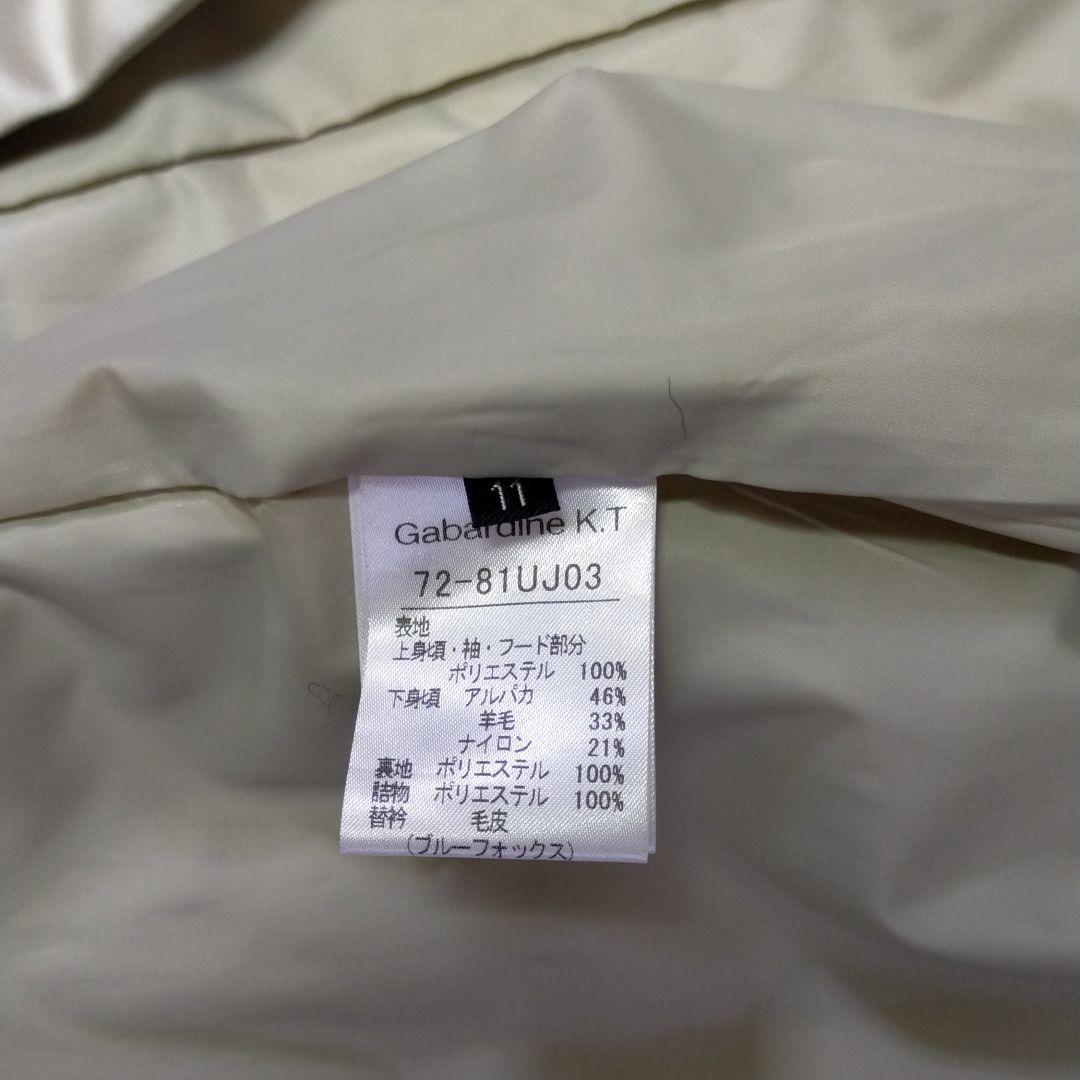 11
Gabardine K.T
72-81UJ03
表地
上身頃・袖・フード部分
ポリエステル 100%
下身頃 アルパカ 46%
羊毛 33%
ナイロン 21%
裏地 ポリエステル 100%
詰物 ポリエステル 100%
替衿 毛皮
(ブルーフォックス)